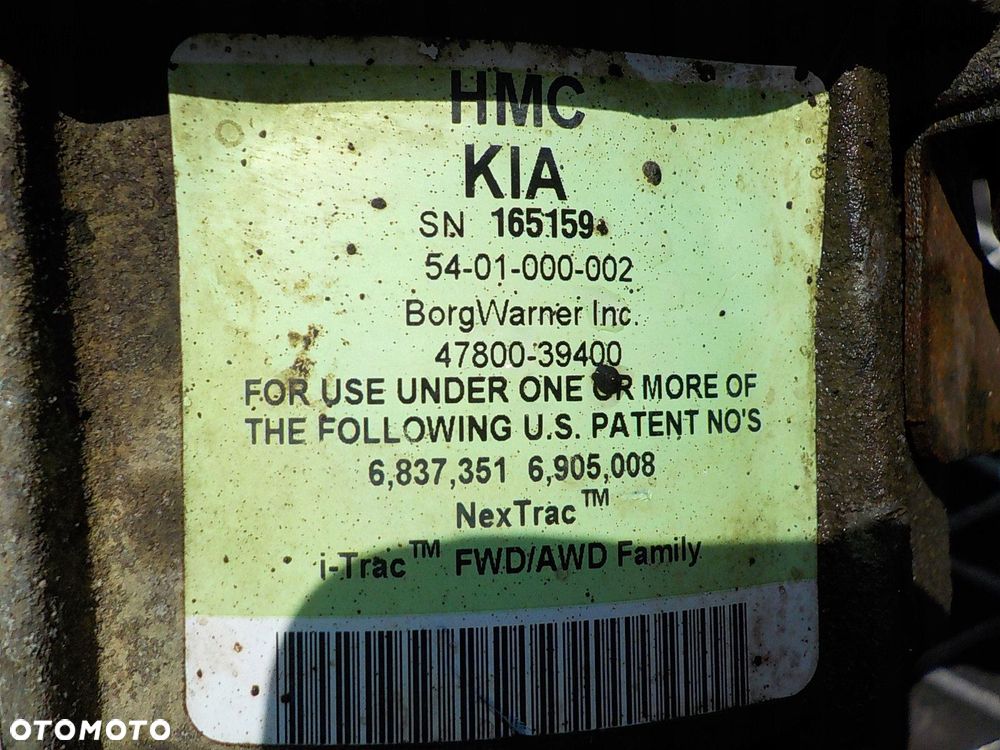 HMC
KIA
SN 165159
54-01-000-002
BorgWarner Inc.
47800-39400
FOR USE UNDER ONE OR MORE OF
THE FOLLOWING U.S. PATENT NO'S
6,837,351 6,905,008
NexTrac™
i-Trac™ FWD/AWD Family
OTOMOTO